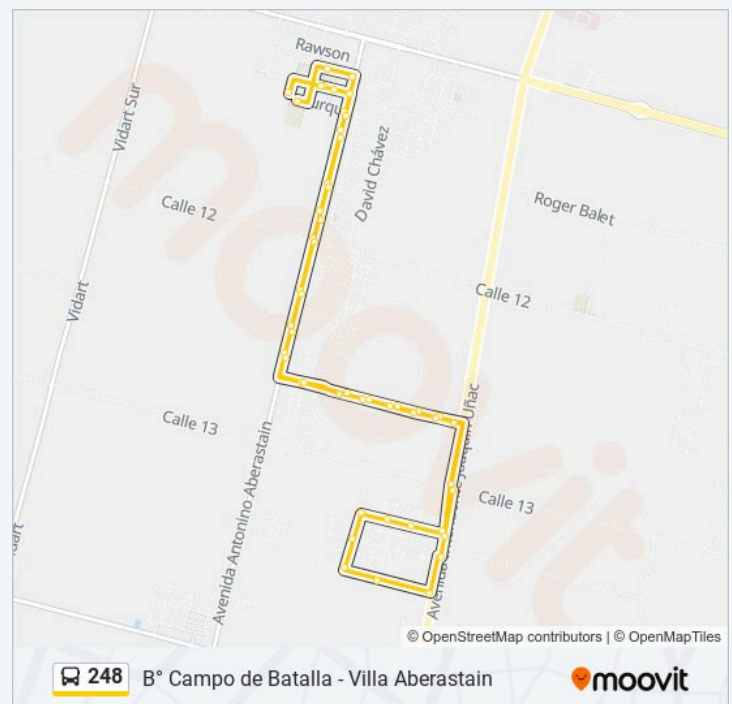 Rawson
Vidart Sur
David Chávez
Calle 12
Roger Balet
Calle 12
Vidart
Calle 13
Avenida Antonino Aberastain
Calle 13
© OpenStreetMap contributors | © OpenMapTiles
248 B° Campo de Batalla - Villa Aberastain
moovit
moovit